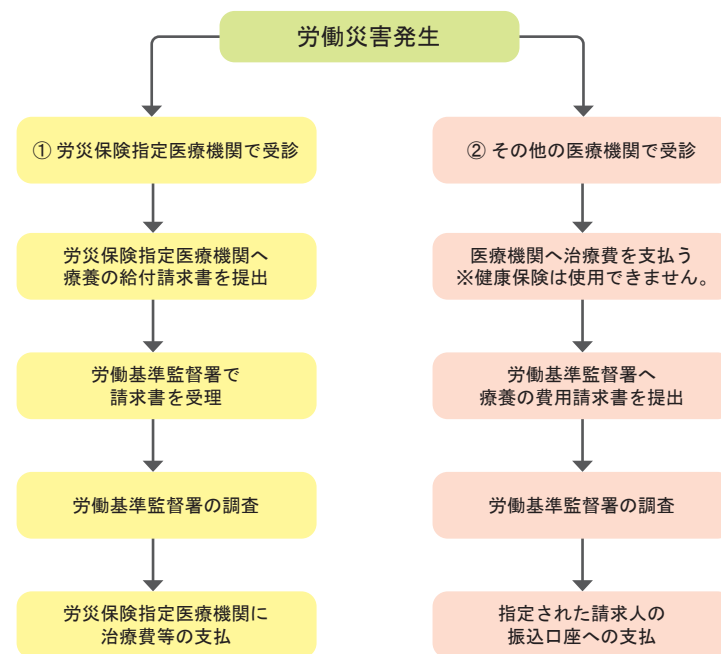 労働災害発生
① 労災保険指定医療機関で受診
労災保険指定医療機関へ
療養の給付請求書を提出
労働基準監督署で
請求書を受理
労働基準監督署の調査
労災保険指定医療機関に
治療費等の支払
② その他の医療機関で受診
医療機関へ治療費を支払う
※健康保険は使用できません。
労働基準監督署へ
療養の費用請求書を提出
労働基準監督署の調査
指定された請求人の
振込口座への支払